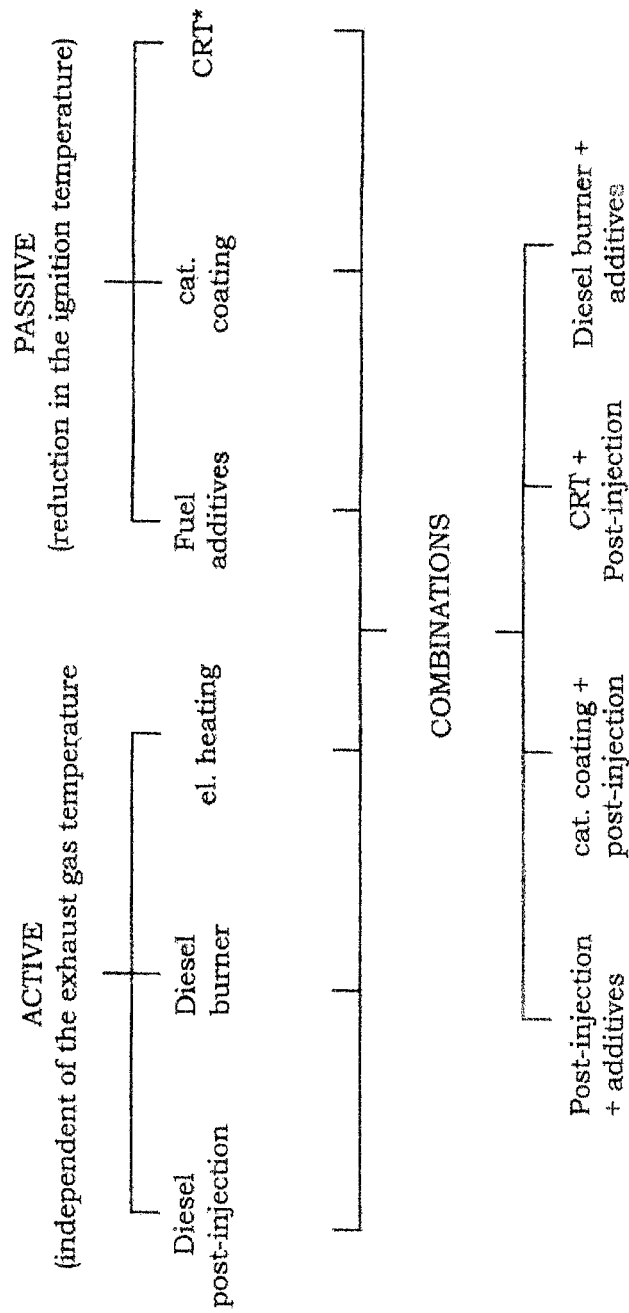 ACTIVE
(independent of the exhaust gas temperature
Diesel
post-injection
Diesel
burner
el. heating
PASSIVE
(reduction in the ignition temperature)
Fuel
additives
cat.
coating
CRT*
COMBINATIONS
Post-injection
+ additives
cat. coating +
post-injection
CRT +
Post-injection
Diesel burner +
additives